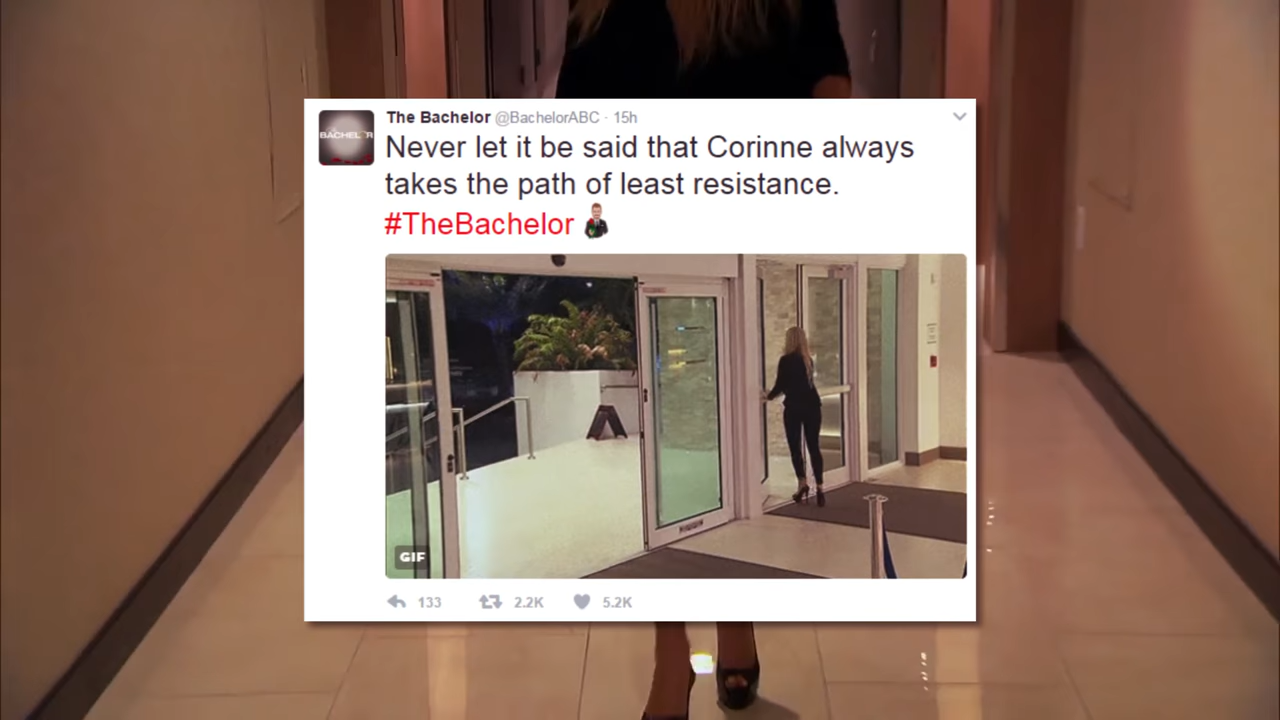 BACHEL R
The Bachelor @BachelorABC · 15h
Never let it be said that Corinne always
takes the path of least resistance.
#TheBachelor
GIF
133 2.2K 5.2K